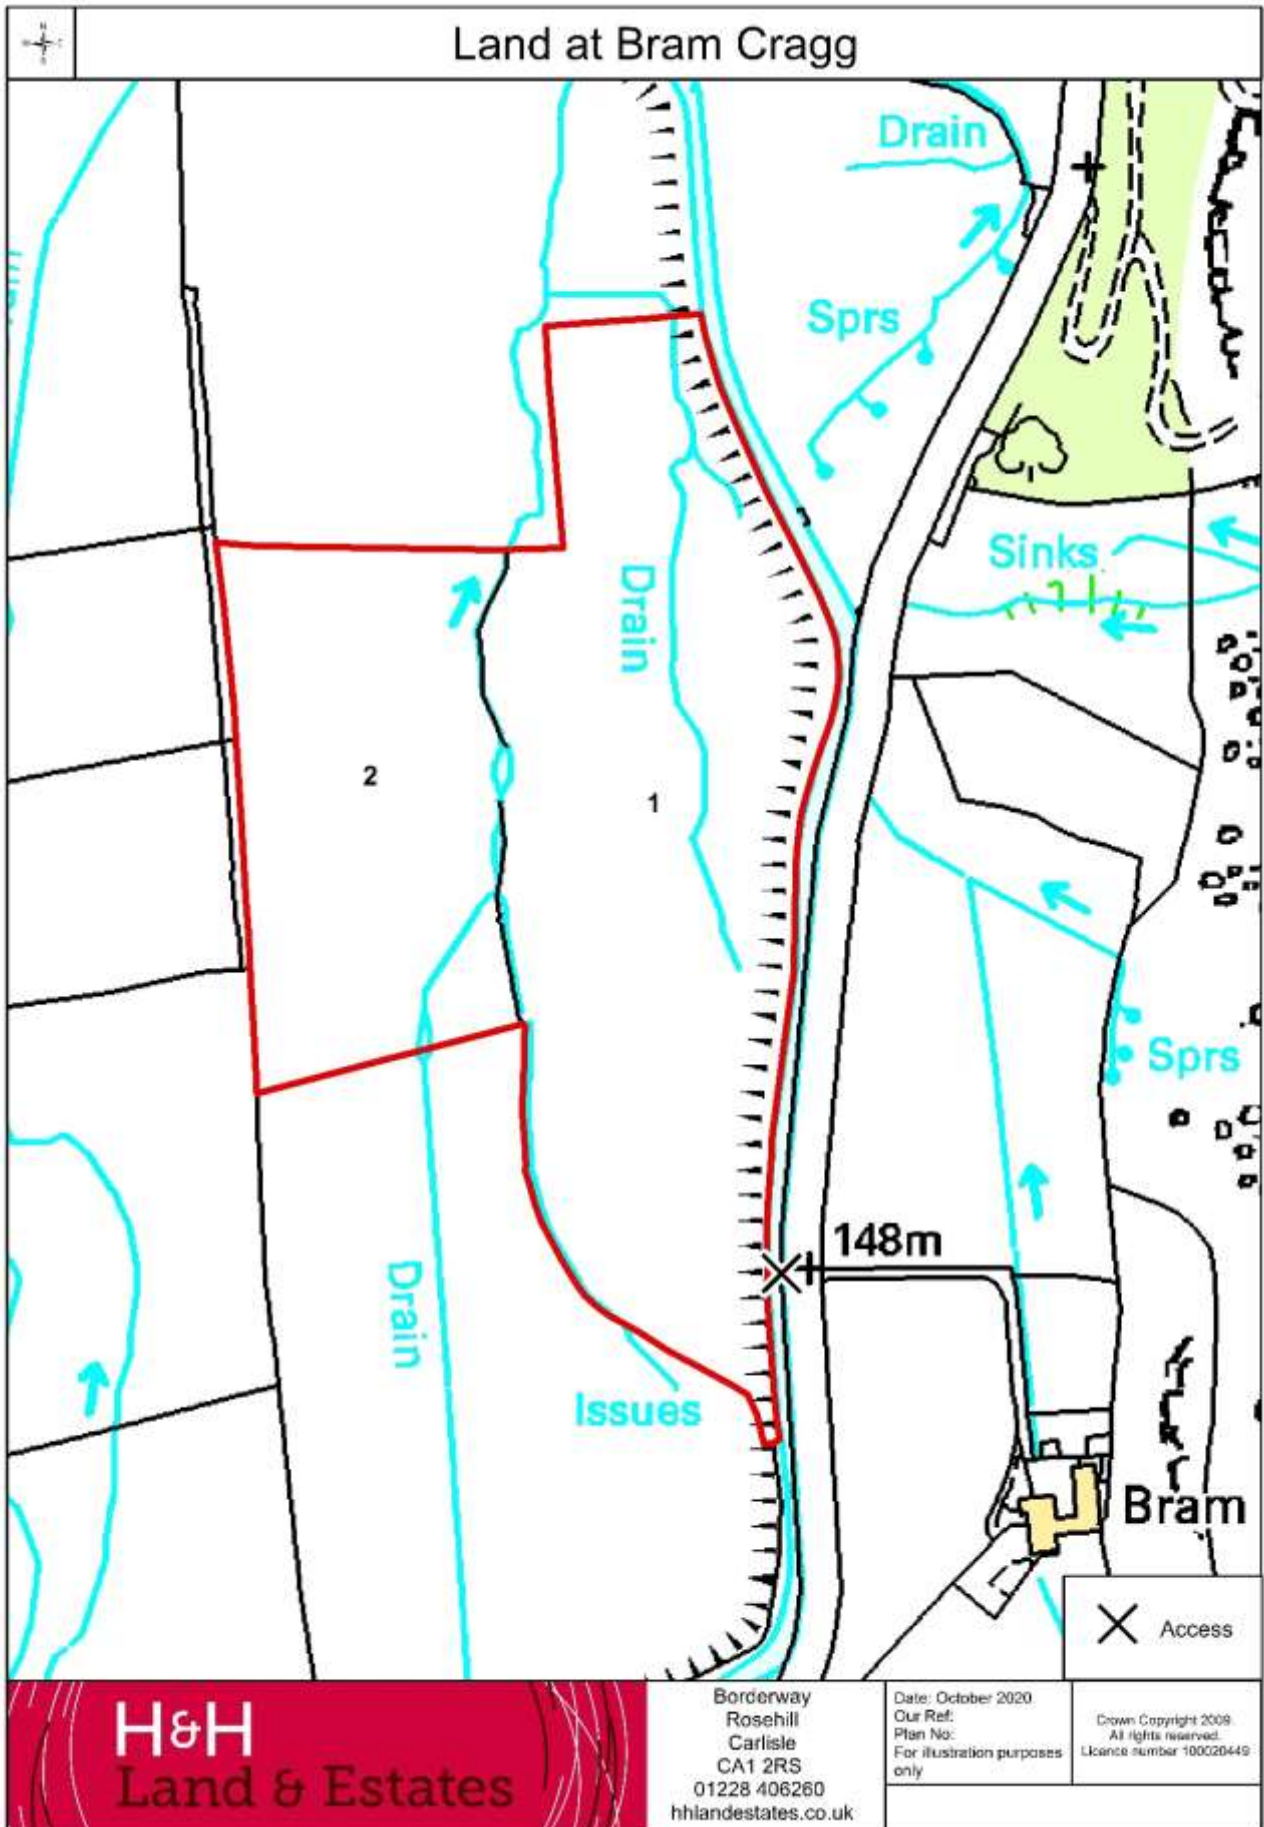 Land at Bram Cragg
Drain
Sprs
Sinks
Drain
2
1
Sprs
148m
Drain
Issues
Bram
Access
H&H
Land & Estates
Borderway
Rosehill
Carlisle
CA1 2RS
01228 406260
hhlandestates.co.uk
Date: October 2020
Our Ref:
Plan No:
For illustration purposes
only
Crown Copyright 2009.
All rights reserved.
Licence number 100020449